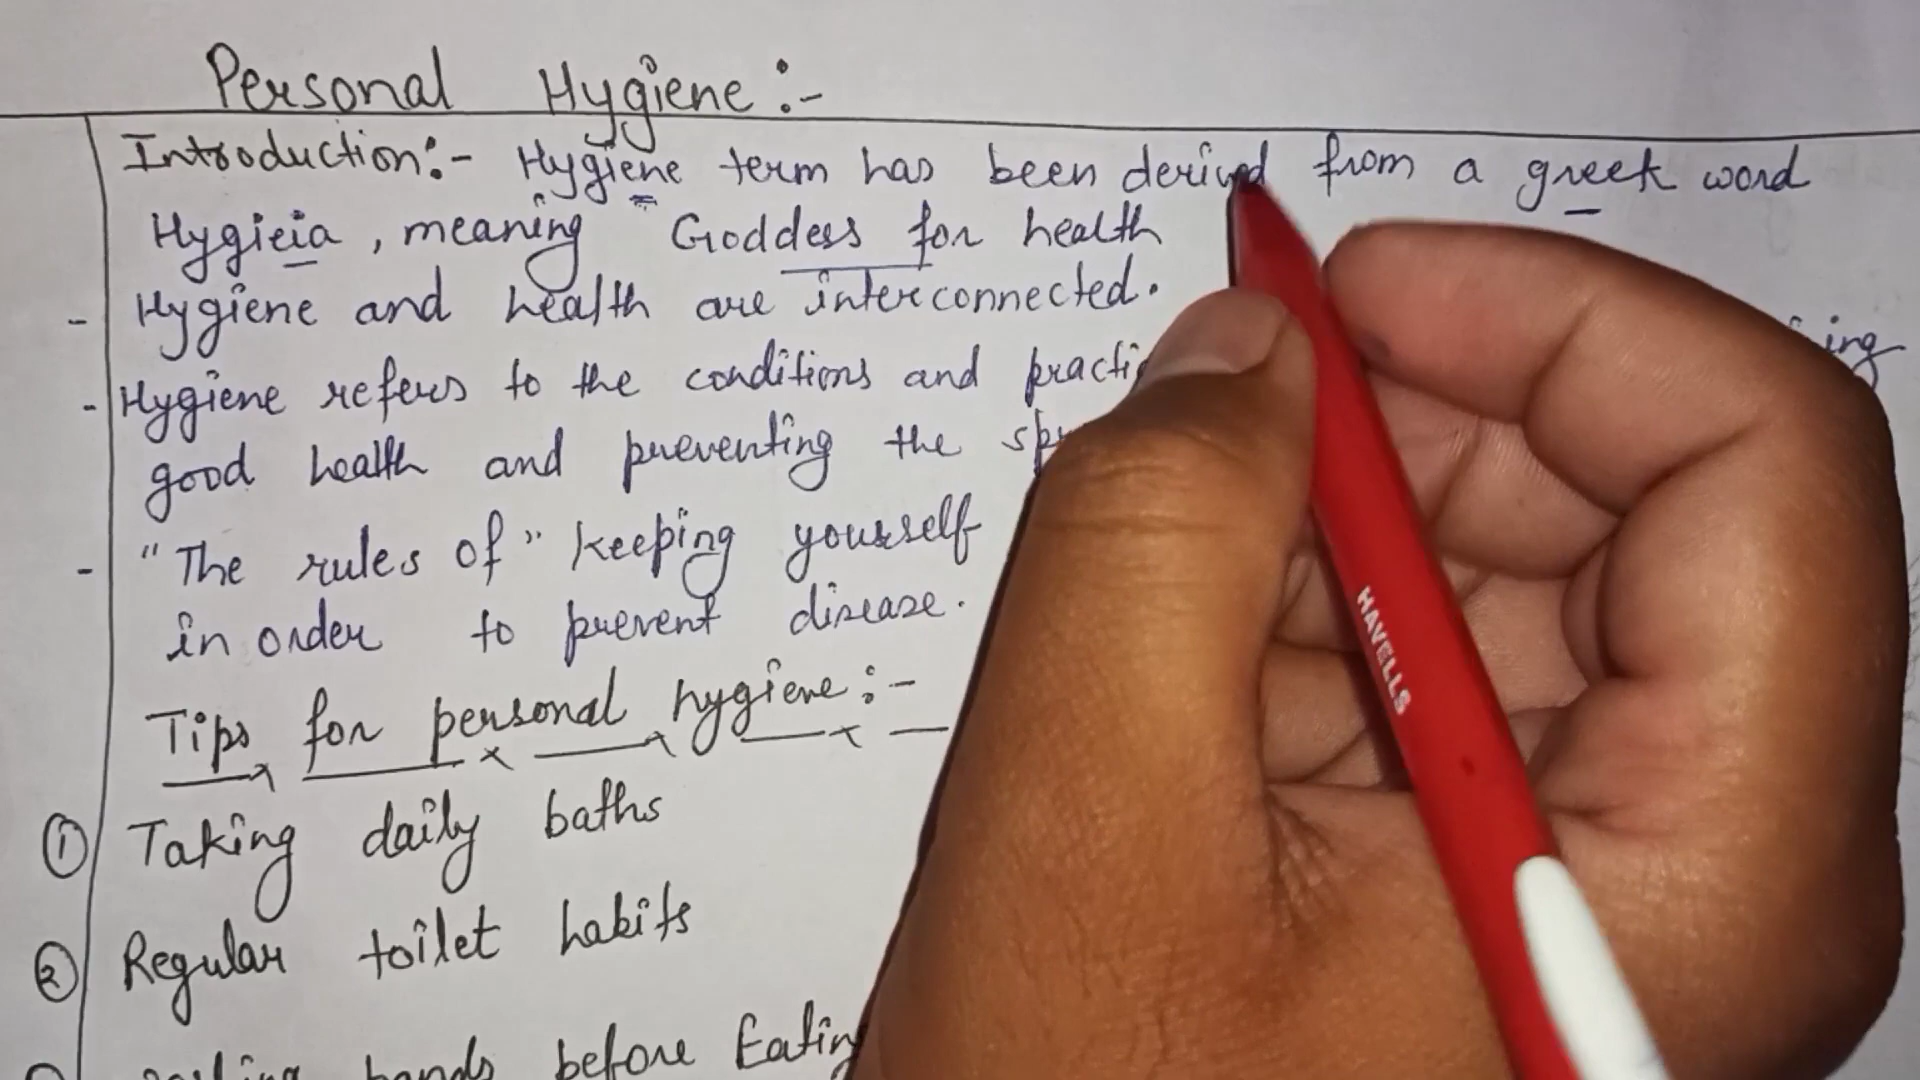 Personal Hygiene :-
Introduction:- Hygiene term has been derived from a greek word
Hygieia, meaning "Goddess for health
- Hygiene and health are interconnected.
- Hygiene refers to the conditions and
good health and preventing the
- "The rules of" keeping yourself
in order to prevent disease.
Tips for personal hygiene:-
① Taking daily baths
② Regular toilet habits
hands before Eating
HAVELLS